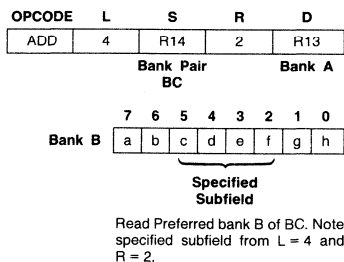 OPCODE L S R D
ADD 4 R14 2 R13
Bank Pair Bank A
BC
7 6 5 4 3 2 1 0
Bank B a b c d e f g h
Specified
Subfield
Read Preferred bank B of BC. Note
specified subfield from L = 4 and
R = 2.